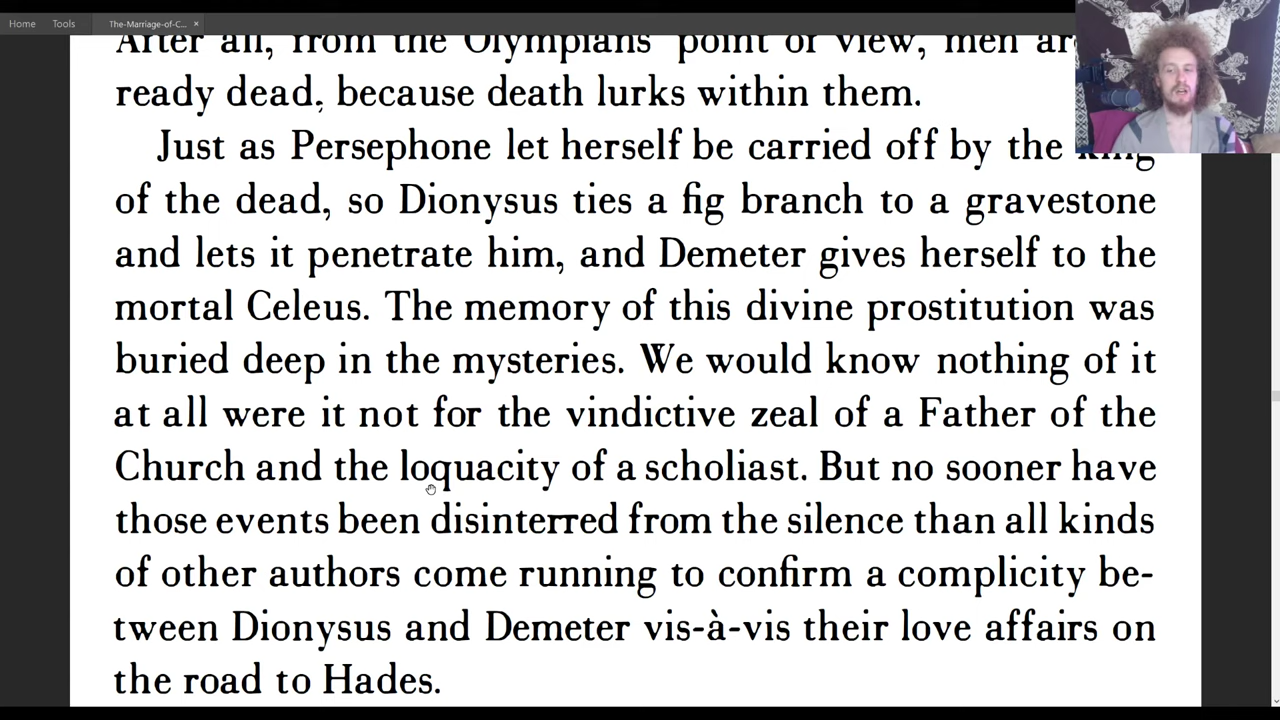 Home Tools The-Marriage-of-C... ×
After all, from the Olympians' point of view, men are
ready dead, because death lurks within them.
Just as Persephone let herself be carried off by the king
of the dead, so Dionysus ties a fig branch to a gravestone
and lets it penetrate him, and Demeter gives herself to the
mortal Celeus. The memory of this divine prostitution was
buried deep in the mysteries. We would know nothing of it
at all were it not for the vindictive zeal of a Father of the
Church and the loquacity of a scholiast. But no sooner have
those events been disinterred from the silence than all kinds
of other authors come running to confirm a complicity be-
tween Dionysus and Demeter vis-à-vis their love affairs on
the road to Hades.